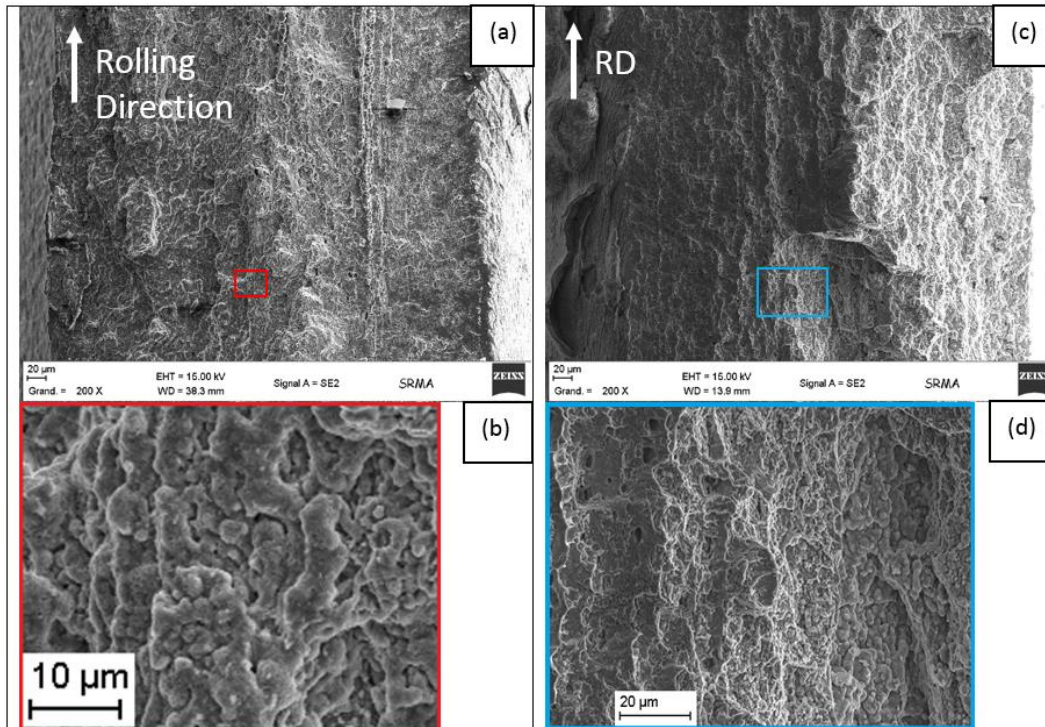 (a)
Rolling
Direction
20 µm
Grand. = 200 X
EHT = 15.00 kV
WD = 38.3 mm
Signal A = SE2
SRMA
ZEISS
(c)
RD
20 µm
Grand. = 200 X
EHT = 15.00 kV
WD = 13.9 mm
Signal A = SE2
SRMA
ZEISS
(b)
10 µm
(d)
20 µm